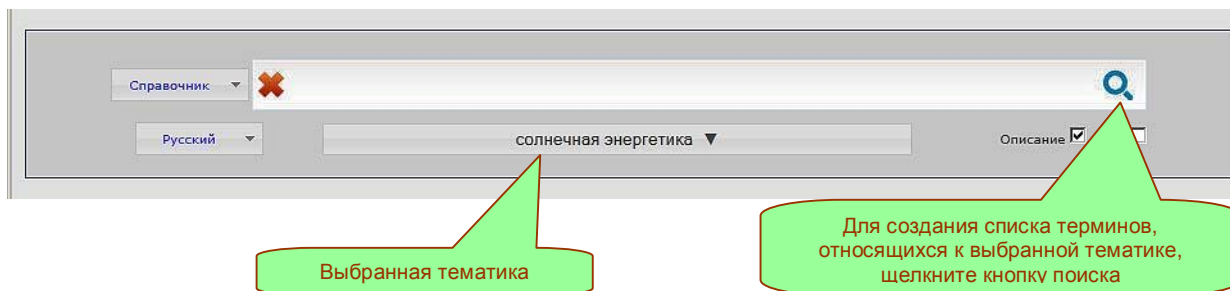 Справочник
Русский
солнечная энергетика ▼
Описание
Выбранная тематика
Для создания списка терминов,
относящихся к выбранной тематике,
щелкните кнопку поиска